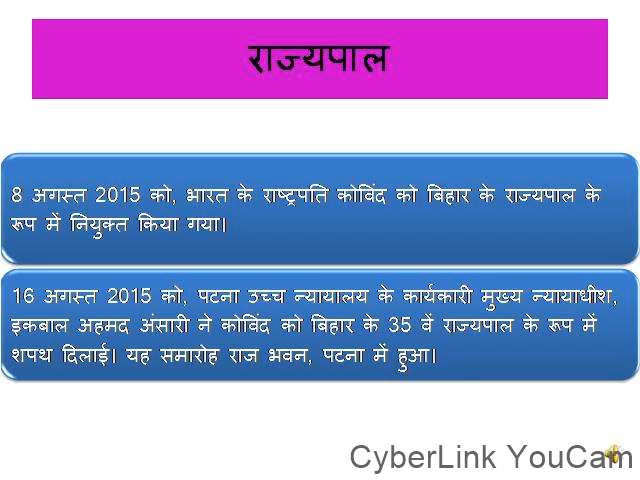 राज्यपाल
8 अगस्त 2015 को, भारत के राष्ट्रपति कोविंद को बिहार के राज्यपाल के
रूप में नियुक्त किया गया।
16 अगस्त 2015 को, पटना उच्च न्यायालय के कार्यकारी मुख्य न्यायाधीश,
इकबाल अहमद अंसारी ने कोविंद को बिहार के 35 वें राज्यपाल के रूप में
शपथ दिलाई। यह समारोह राज भवन, पटना में हुआ।
CyberLink YouCam